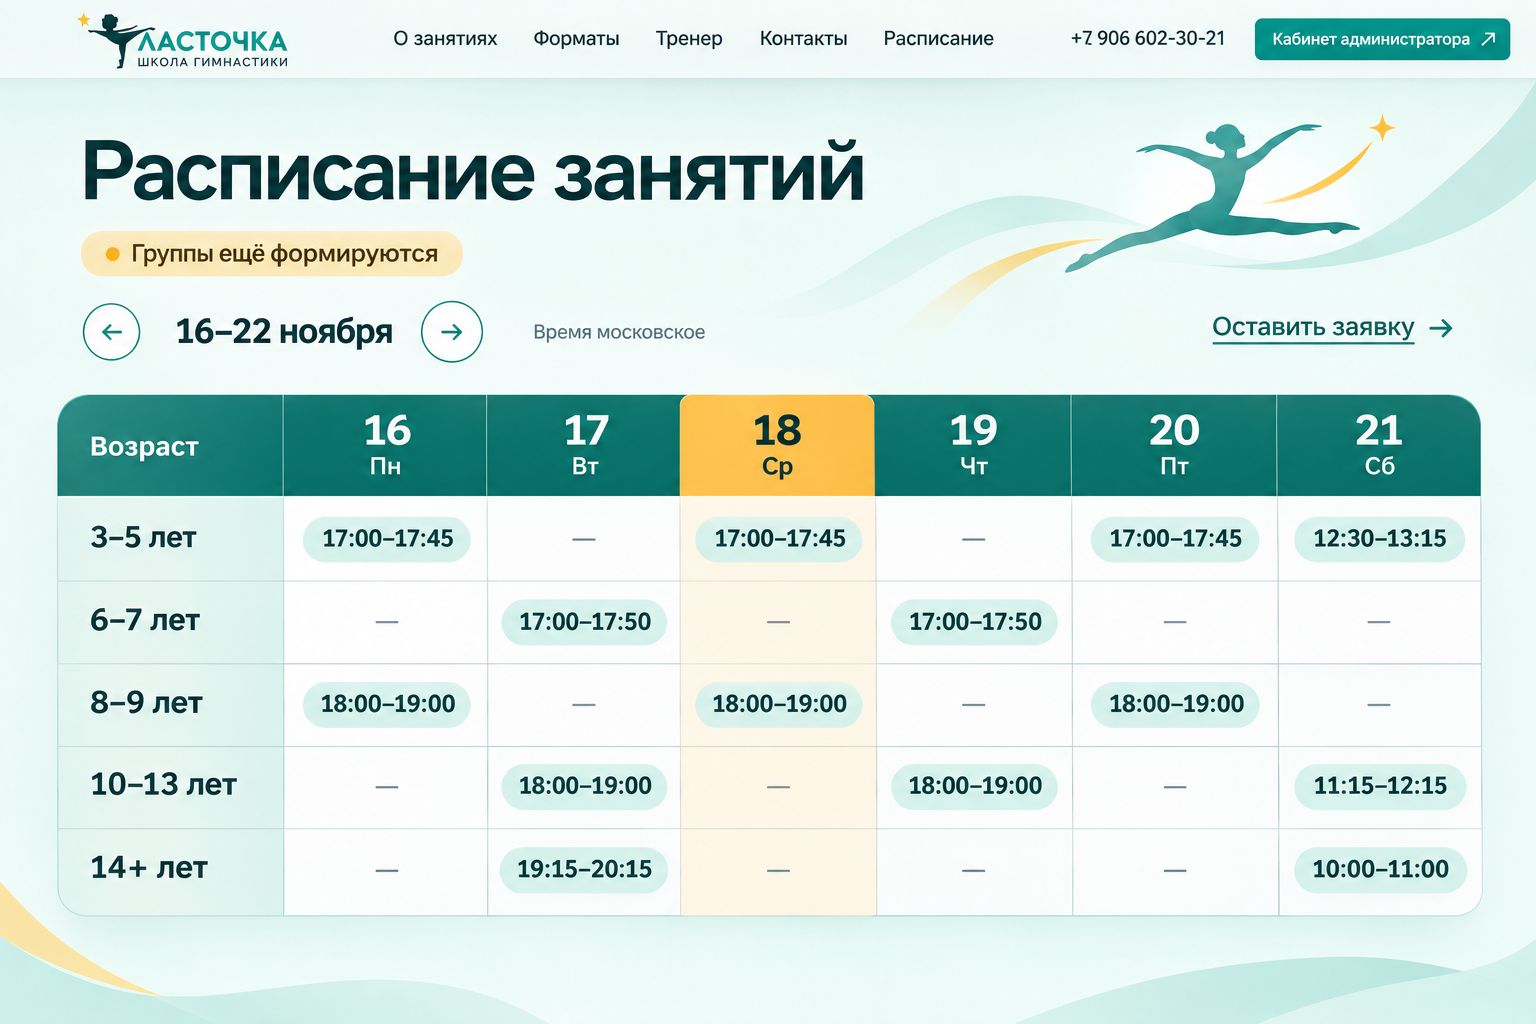 ЛАСТОЧКА
ШКОЛА ГИМНАСТИКИ
О занятиях Форматы Тренер Контакты Расписание
+7 906 602-30-21
Кабинет администратора
Расписание занятий
Группы ещё формируются
16–22 ноября
Время московское
Оставить заявку
Возраст 16 17 18 19 20 21
Пн Вт Ср Чт Пт Сб
3–5 лет 17:00–17:45 — 17:00–17:45 — 17:00–17:45 12:30–13:15
6–7 лет — 17:00–17:50 — 17:00–17:50 — —
8–9 лет 18:00–19:00 — 18:00–19:00 — 18:00–19:00 —
10–13 лет — 18:00–19:00 — 18:00–19:00 — 11:15–12:15
14+ лет — 19:15–20:15 — — — 10:00–11:00